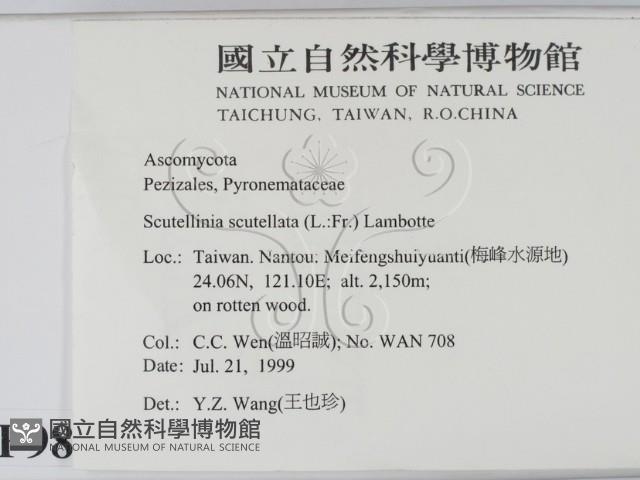 國立自然科學博物館
NATIONAL MUSEUM OF NATURAL SCIENCE
TAICHUNG, TAIWAN, R.O.CHINA
Ascomycota
Pezizales, Pyronemataceae
Scutellinia scutellata (L.:Fr.) Lambotte
Loc.: Taiwan. Nantou. Meifengshuiyuanti(梅峰水源地)
24.06N, 121.10E; alt. 2,150m;
on rotten wood.
Col.: C.C. Wen(溫昭誠); No. WAN 708
Date: Jul. 21, 1999
Det.: Y.Z. Wang(王也珍)
98
國立自然科學博物館
NATIONAL MUSEUM OF NATURAL SCIENCE